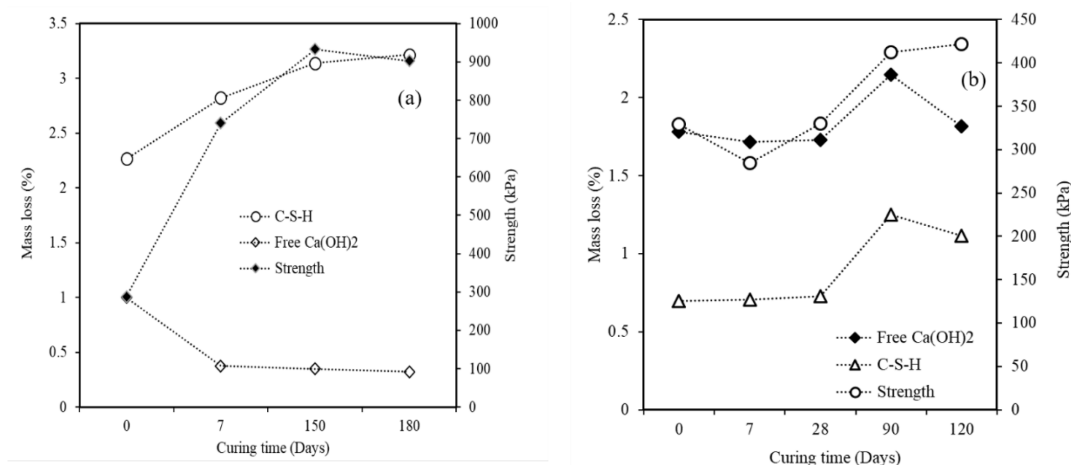 3.5
3
2.5
2
1.5
1
0.5
0
Mass loss (%)
1000
900
800
700
600
500
400
300
200
100
0
Strength (kPa)
(a)
C-S-H
Free Ca(OH)2
Strength
0 7 150 180
Curing time (Days)
2.5
2
1.5
1
0.5
0
Mass loss (%)
450
400
350
300
250
200
150
100
50
0
Strength (kPa)
(b)
Free Ca(OH)2
C-S-H
Strength
0 7 28 90 120
Curing time (Days)